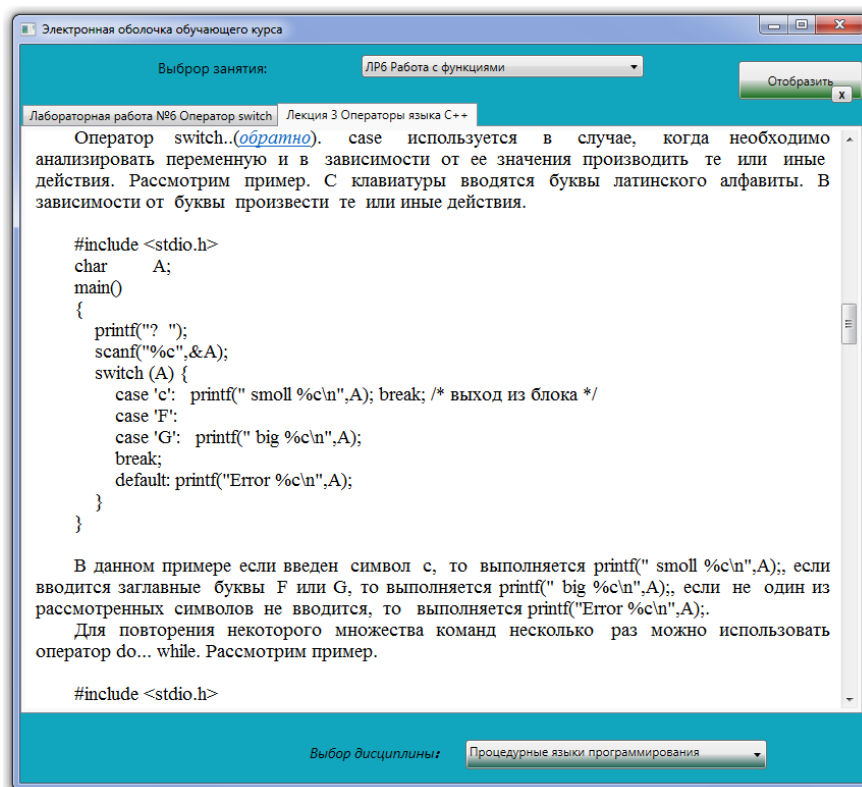 Электронная оболочка обучающего курса
Выброр занятия:
ЛР6 Работа с функциями
Отобразить
x
Лабораторная работа №6 Оператор switch
Лекция 3 Операторы языка С++
Оператор switch..(обратно). case используется в случае, когда необходимо
анализировать переменную и в зависимости от ее значения производить те или иные
действия. Рассмотрим пример. С клавиатуры вводятся буквы латинского алфавиты. В
зависимости от буквы произвести те или иные действия.
#include <stdio.h>
char A;
main()
{
printf("? ");
scanf("%c",&A);
switch (A) {
case 'c': printf(" smoll %c\n",A); break; /* выход из блока */
case 'F':
case 'G': printf(" big %c\n",A);
break;
default: printf("Error %c\n",A);
}
}
В данном примере если введен символ с, то выполняется printf(" smoll %c\n",A);, если
вводится заглавные буквы F или G, то выполняется printf(" big %c\n",A);, если не один из
рассмотренных символов не вводится, то выполняется printf("Error %c\n",A);.
Для повторения некоторого множества команд несколько раз можно использовать
оператор do... while. Рассмотрим пример.
#include <stdio.h>
Выбор дисциплины:
Процедурные языки программирования